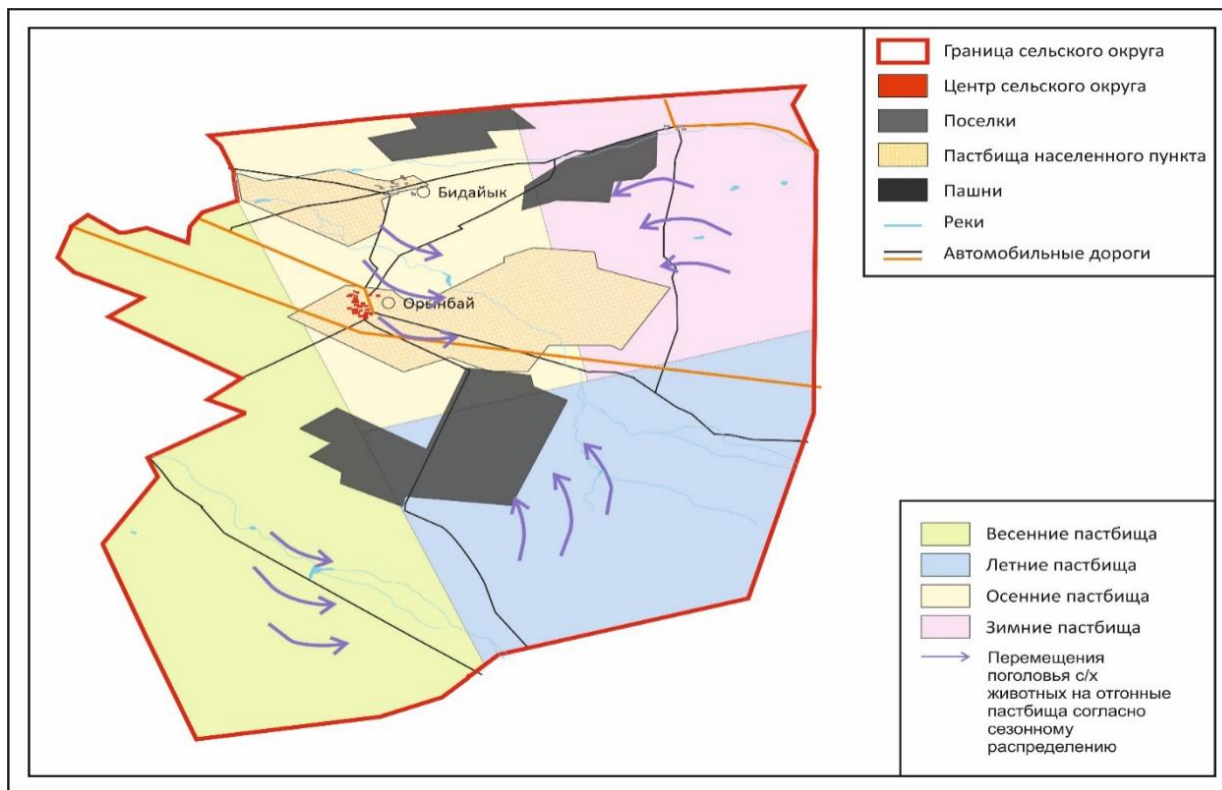 Граница сельского округа
Центр сельского округа
Поселки
Пастбища населенного пункта
Пашни
Реки
Автомобильные дороги
Бидайык
Орынбай
Весенние пастбища
Летние пастбища
Осенние пастбища
Зимние пастбища
Перемещения
поголовья с/х
животных на отгонные
пастбища согласно
сезонному
распределению